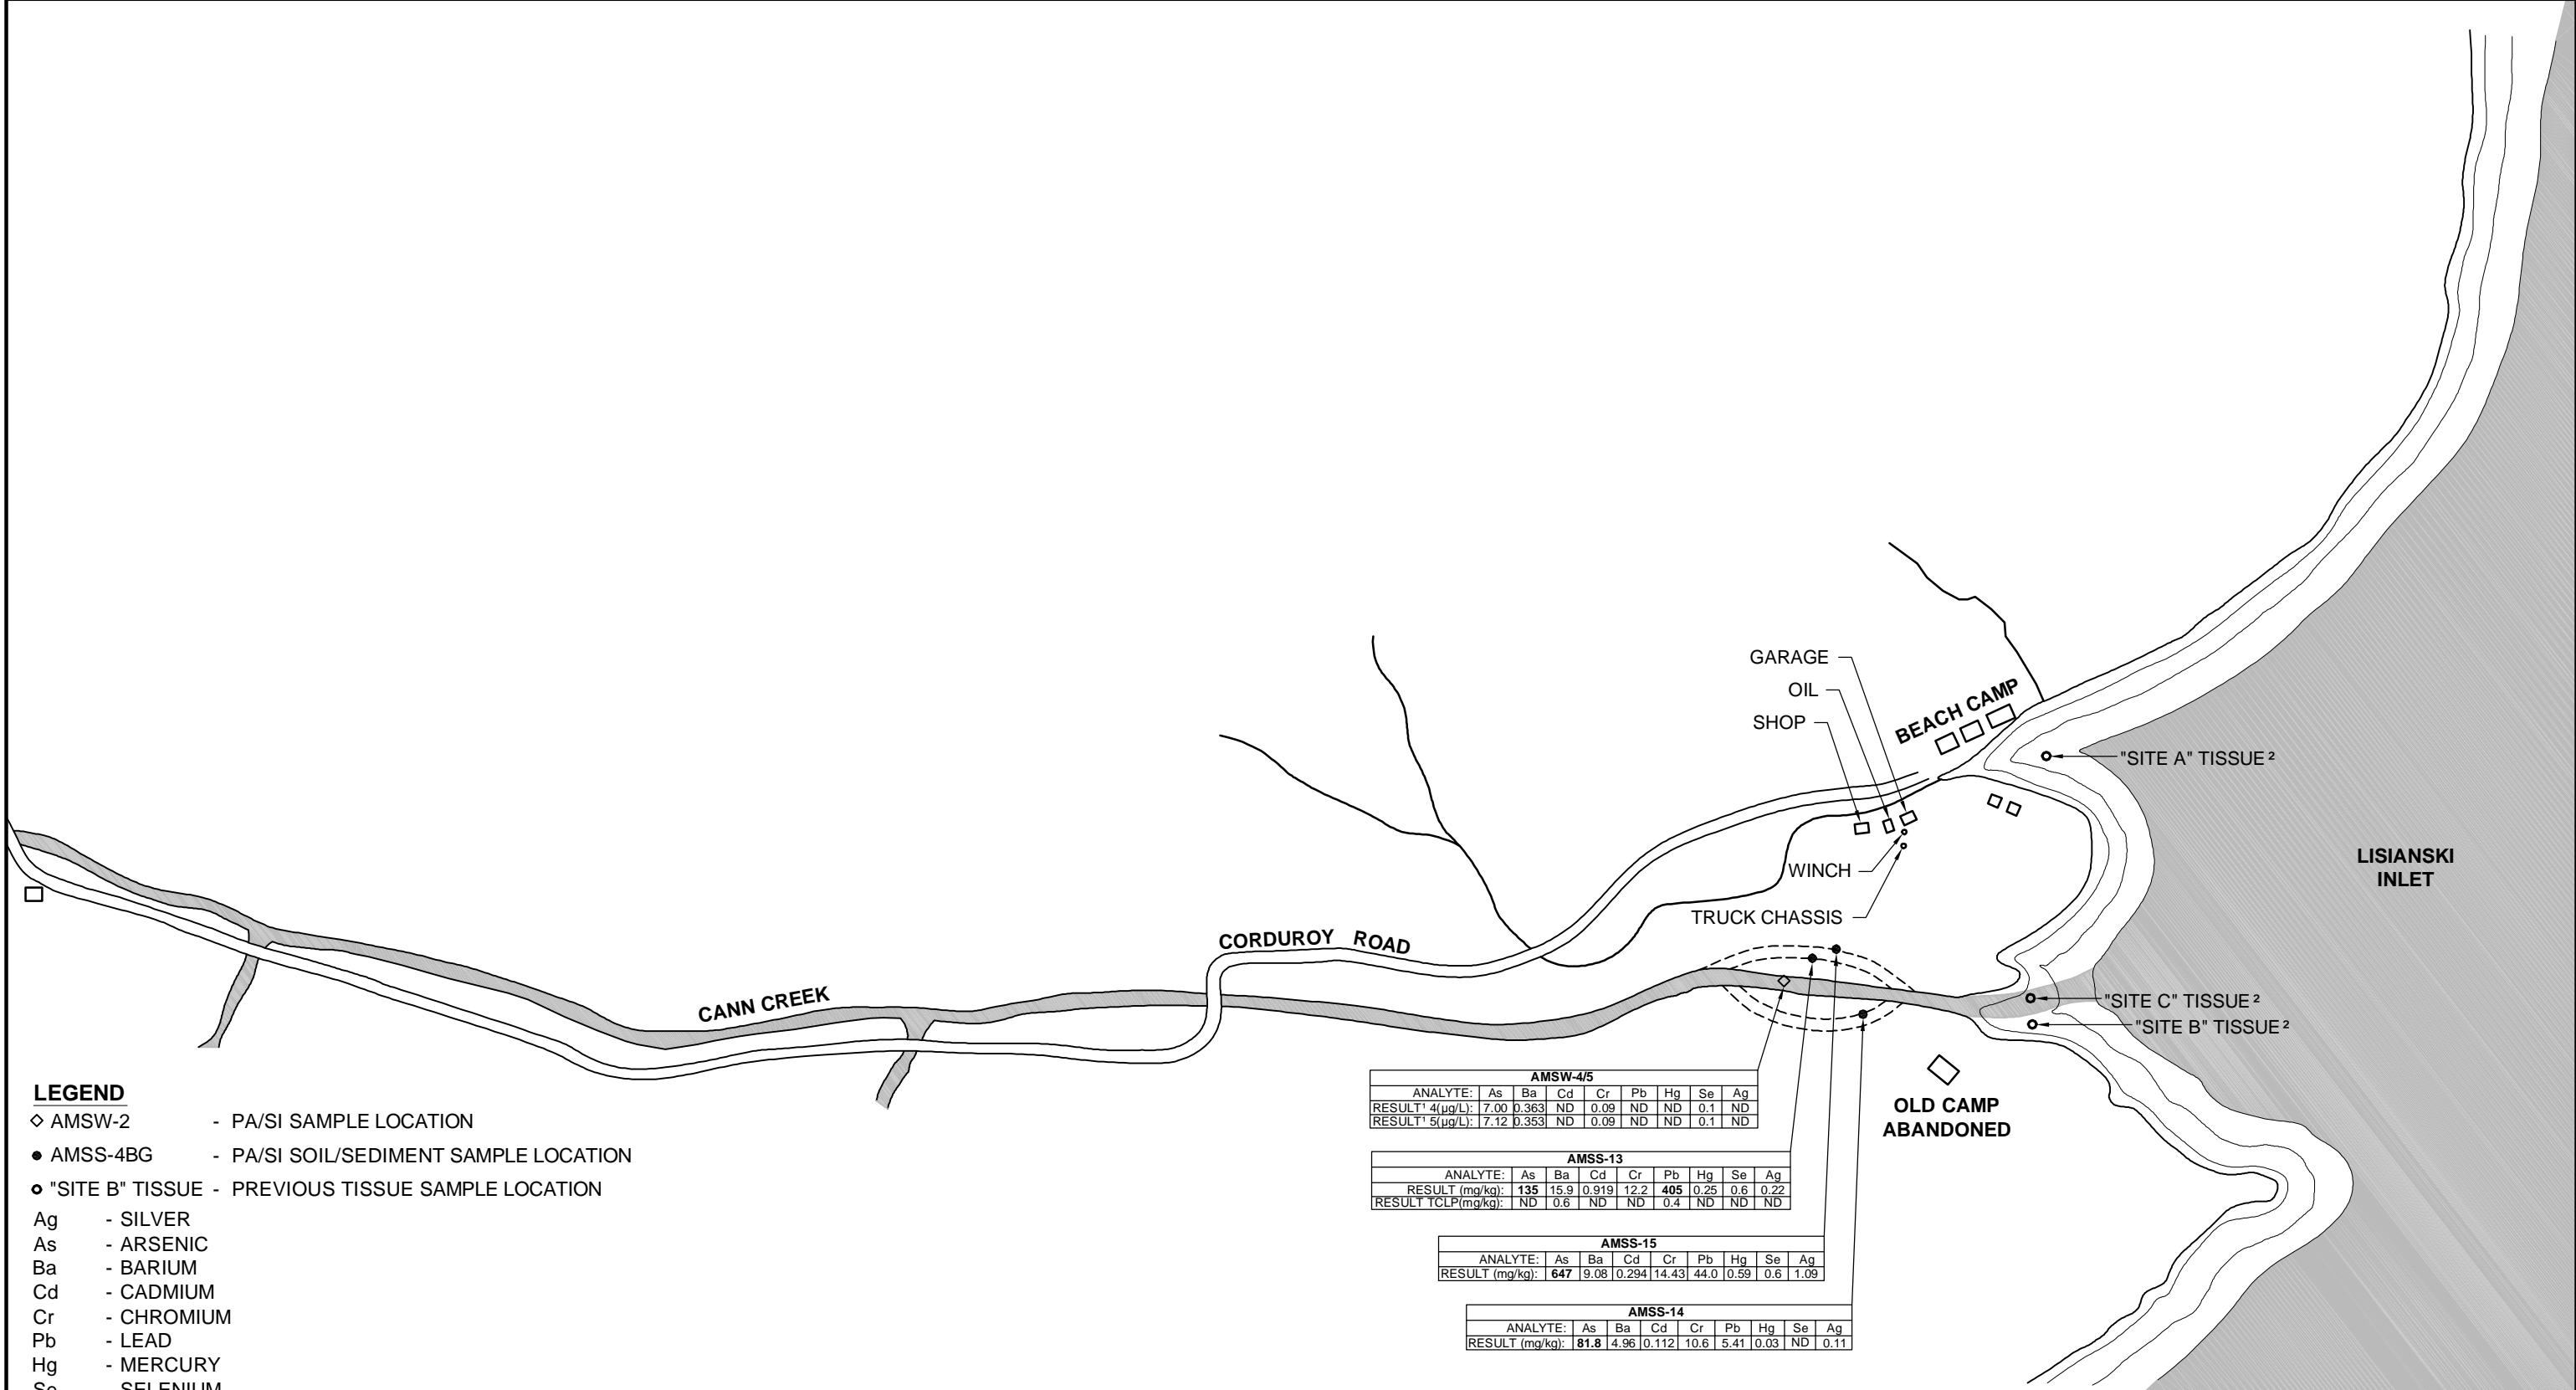 GARAGE
OIL
SHOP
BEACH CAMP
"SITE A" TISSUE ²
LISIANSKI
INLET
WINCH
TRUCK CHASSIS
CORDUROY ROAD
CANN CREEK
"SITE C" TISSUE ²
"SITE B" TISSUE ²
OLD CAMP
ABANDONED
AMSW-4/5
ANALYTE: As Ba Cd Cr Pb Hg Se Ag
RESULT¹ 4(µg/L): 7.00 0.363 ND 0.09 ND ND 0.1 ND
RESULT¹ 5(µg/L): 7.12 0.353 ND 0.09 ND ND 0.1 ND
AMSS-13
ANALYTE: As Ba Cd Cr Pb Hg Se Ag
RESULT (mg/kg): 135 15.9 0.919 12.2 405 0.25 0.6 0.22
RESULT TCLP(mg/kg): ND 0.6 ND ND 0.4 ND ND ND
AMSS-15
ANALYTE: As Ba Cd Cr Pb Hg Se Ag
RESULT (mg/kg): 647 9.08 0.294 14.43 44.0 0.59 0.6 1.09
AMSS-14
ANALYTE: As Ba Cd Cr Pb Hg Se Ag
RESULT (mg/kg): 81.8 4.96 0.112 10.6 5.41 0.03 ND 0.11
LEGEND
AMSW-2 - PA/SI SAMPLE LOCATION
AMSS-4BG - PA/SI SOIL/SEDIMENT SAMPLE LOCATION
"SITE B" TISSUE - PREVIOUS TISSUE SAMPLE LOCATION
Ag - SILVER
As - ARSENIC
Ba - BARIUM
Cd - CADMIUM
Cr - CHROMIUM
Pb - LEAD
Hg - MERCURY
Se - SELENIUM